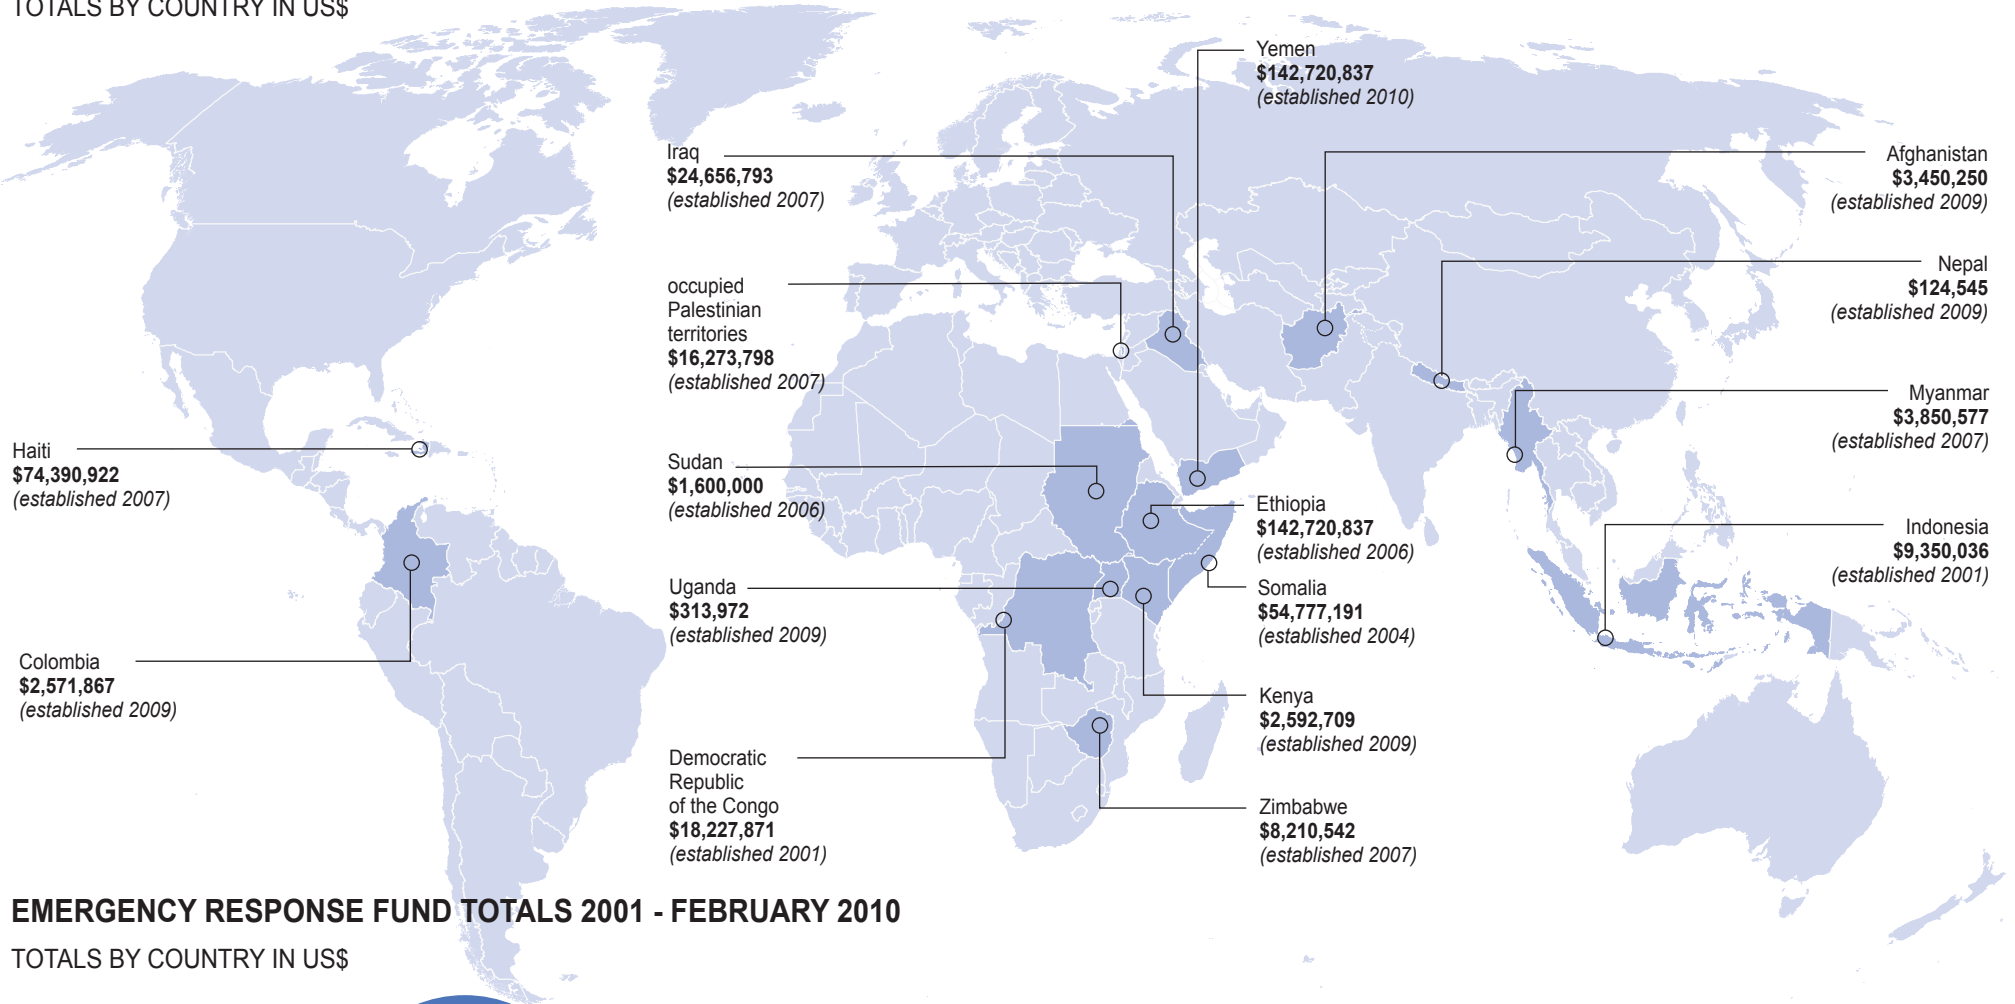 TOTALS BY COUNTRY IN US$
Yemen
$142,720,837
(established 2010)
Iraq
$24,656,793
(established 2007)
Afghanistan
$3,450,250
(established 2009)
occupied
Palestinian
territories
$16,273,798
(established 2007)
Nepal
$124,545
(established 2009)
Myanmar
$3,850,577
(established 2007)
Haiti
$74,390,922
(established 2007)
Sudan
$1,600,000
(established 2006)
Ethiopia
$142,720,837
(established 2006)
Indonesia
$9,350,036
(established 2001)
Uganda
$313,972
(established 2009)
Somalia
$54,777,191
(established 2004)
Colombia
$2,571,867
(established 2009)
Kenya
$2,592,709
(established 2009)
Democratic
Republic
of the Congo
$18,227,871
(established 2001)
Zimbabwe
$8,210,542
(established 2007)
EMERGENCY RESPONSE FUND TOTALS 2001 - FEBRUARY 2010
TOTALS BY COUNTRY IN US$